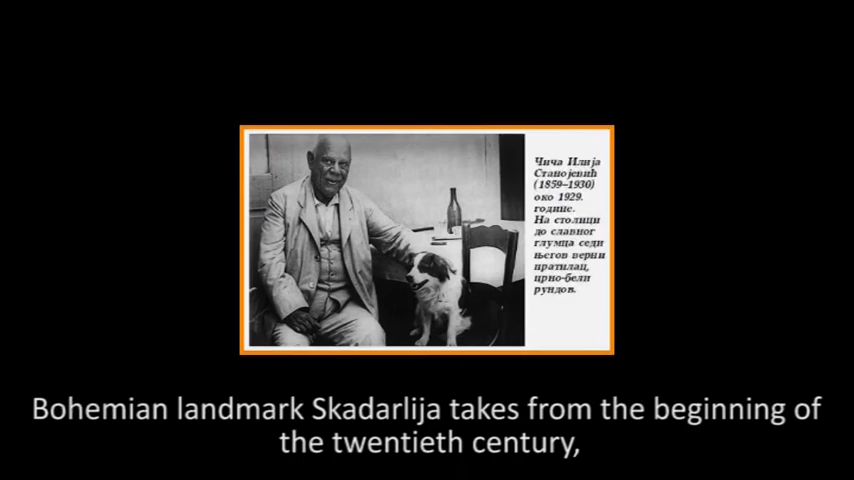 Чича Илија
Станојевић
(1859–1930)
око 1929.
године.
На столици
до славног
глумца седи
његов верни
пратилац,
црно-бели
рундов.
Bohemian landmark Skadarlija takes from the beginning of
the twentieth century,